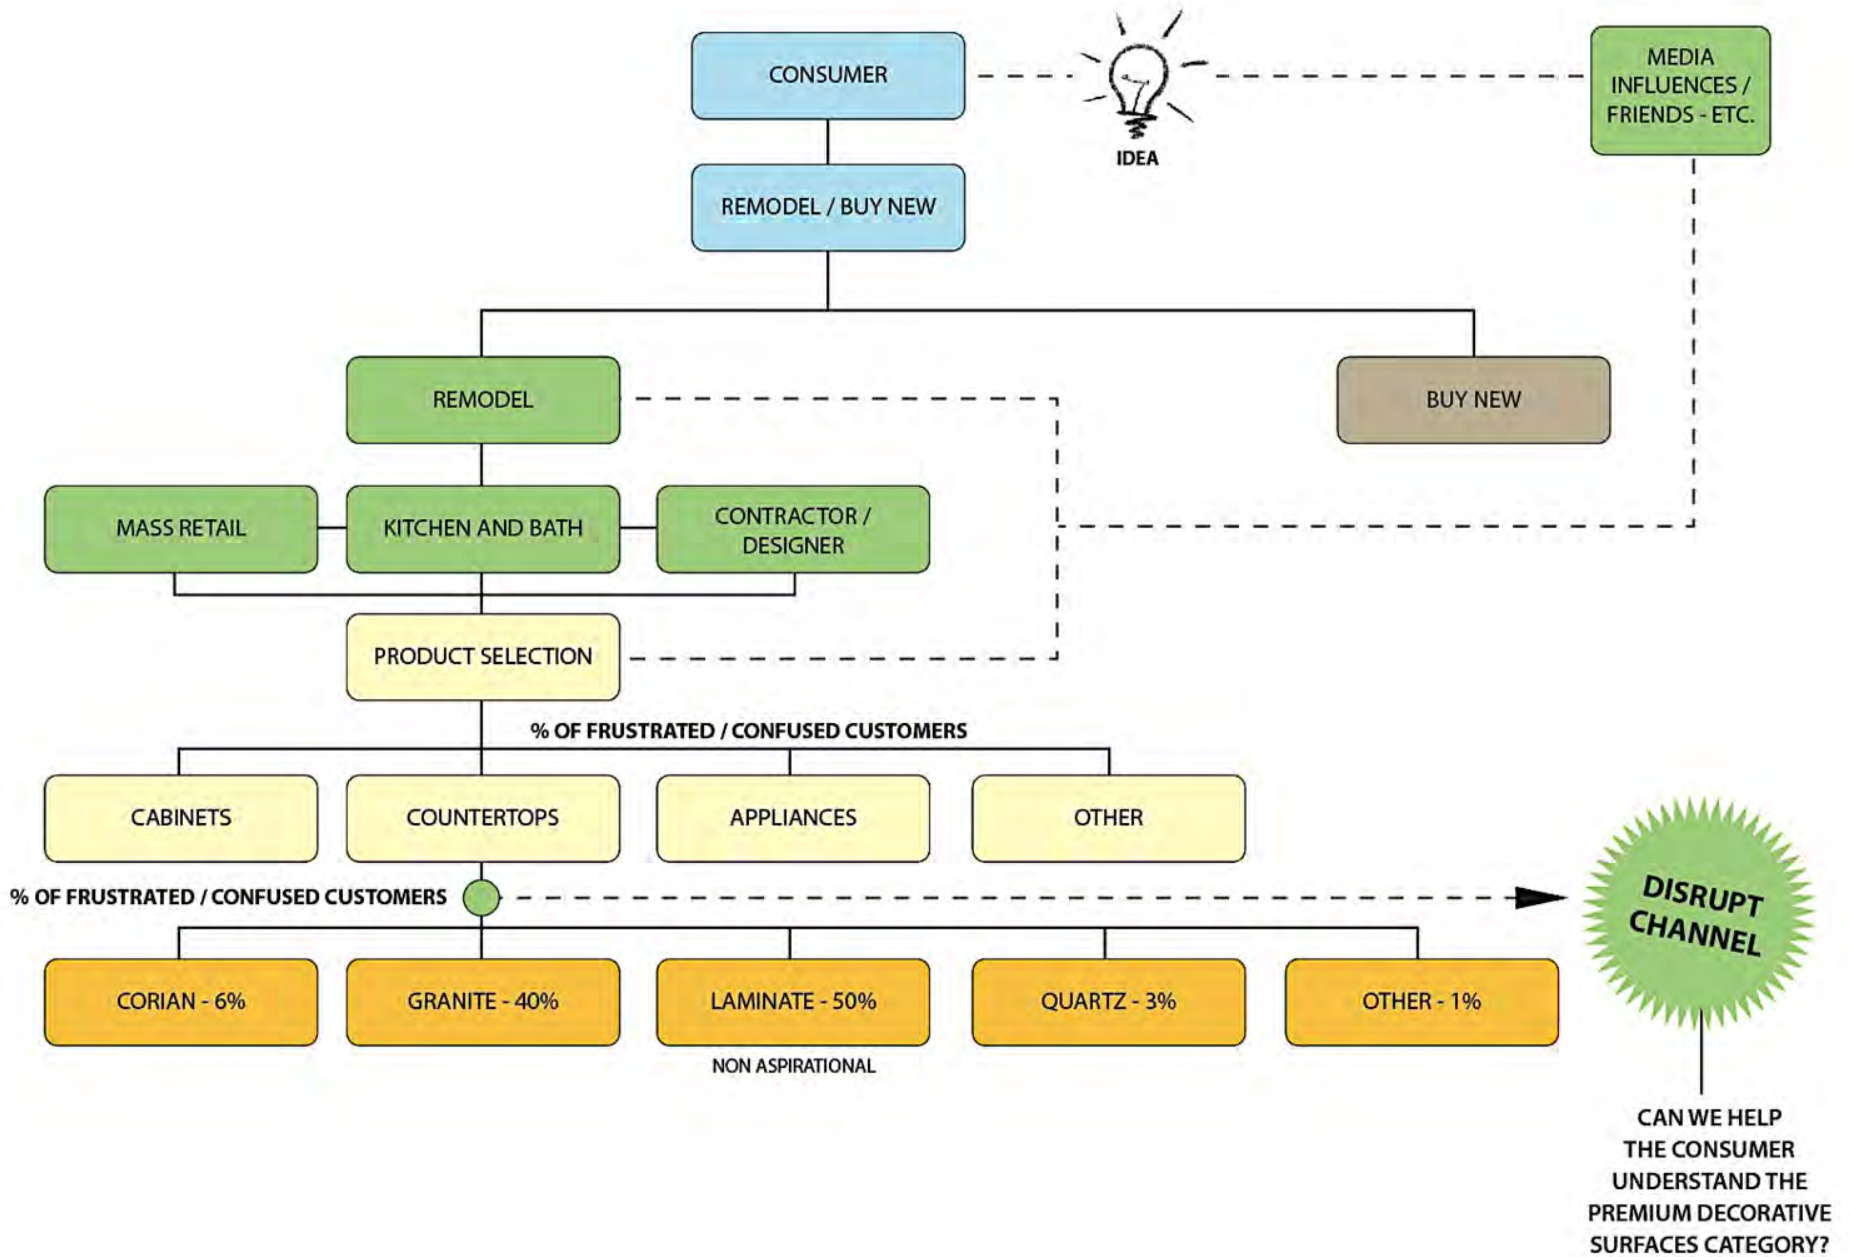 CONSUMER
MEDIA
INFLUENCES /
FRIENDS - ETC.
IDEA
REMODEL / BUY NEW
REMODEL
BUY NEW
MASS RETAIL
KITCHEN AND BATH
CONTRACTOR /
DESIGNER
PRODUCT SELECTION
% OF FRUSTRATED / CONFUSED CUSTOMERS
CABINETS
COUNTERTOPS
APPLIANCES
OTHER
% OF FRUSTRATED / CONFUSED CUSTOMERS
DISRUPT
CHANNEL
CORIAN - 6%
GRANITE - 40%
LAMINATE - 50%
QUARTZ - 3%
OTHER - 1%
NON ASPIRATIONAL
CAN WE HELP
THE CONSUMER
UNDERSTAND THE
PREMIUM DECORATIVE
SURFACES CATEGORY?